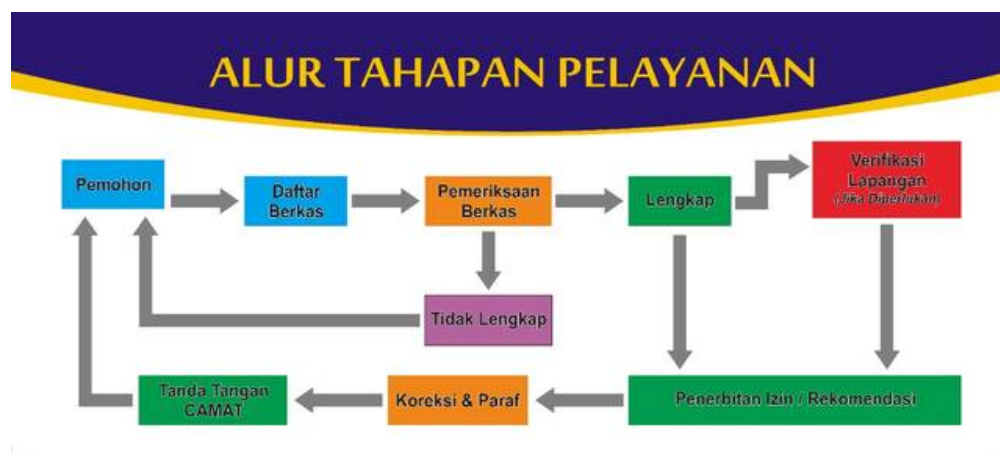 ALUR TAHAPAN PELAYANAN
Pemohon
Daftar
Berkas
Pemeriksaan
Berkas
Lengkap
Verifikasi
Lapangan
(Jika Diperlukan)
Tidak Lengkap
Tanda Tangan
CAMAT
Koreksi & Paraf
Penerbitan Izin / Rekomendasi